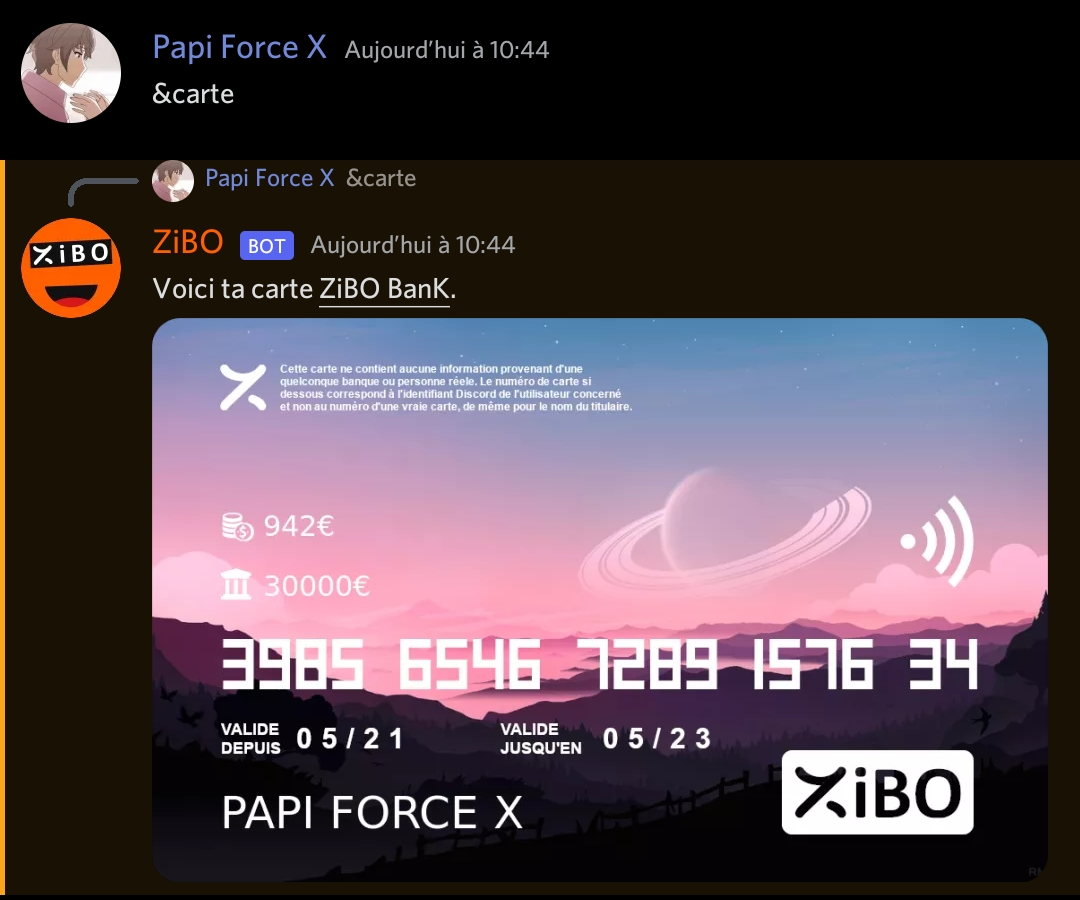 Papi Force X Aujourd'hui à 10:44
&carte
Papi Force X &carte
XiBO
ZiBO BOT Aujourd'hui à 10:44
Voici ta carte ZiBO BanK.
Cette carte ne contient aucune information provenant d'une
quelconque banque ou personne réele. Le numéro de carte si
dessous correspond à l'identifiant Discord de l'utilisateur concerné
et non au numéro d'une vraie carte, de même pour le nom du titulaire.
942€
30000€
3985 6546 7289 1576 34
VALIDE DEPUIS 05/21 VALIDE JUSQU'EN 05/23
PAPI FORCE X
XiBO